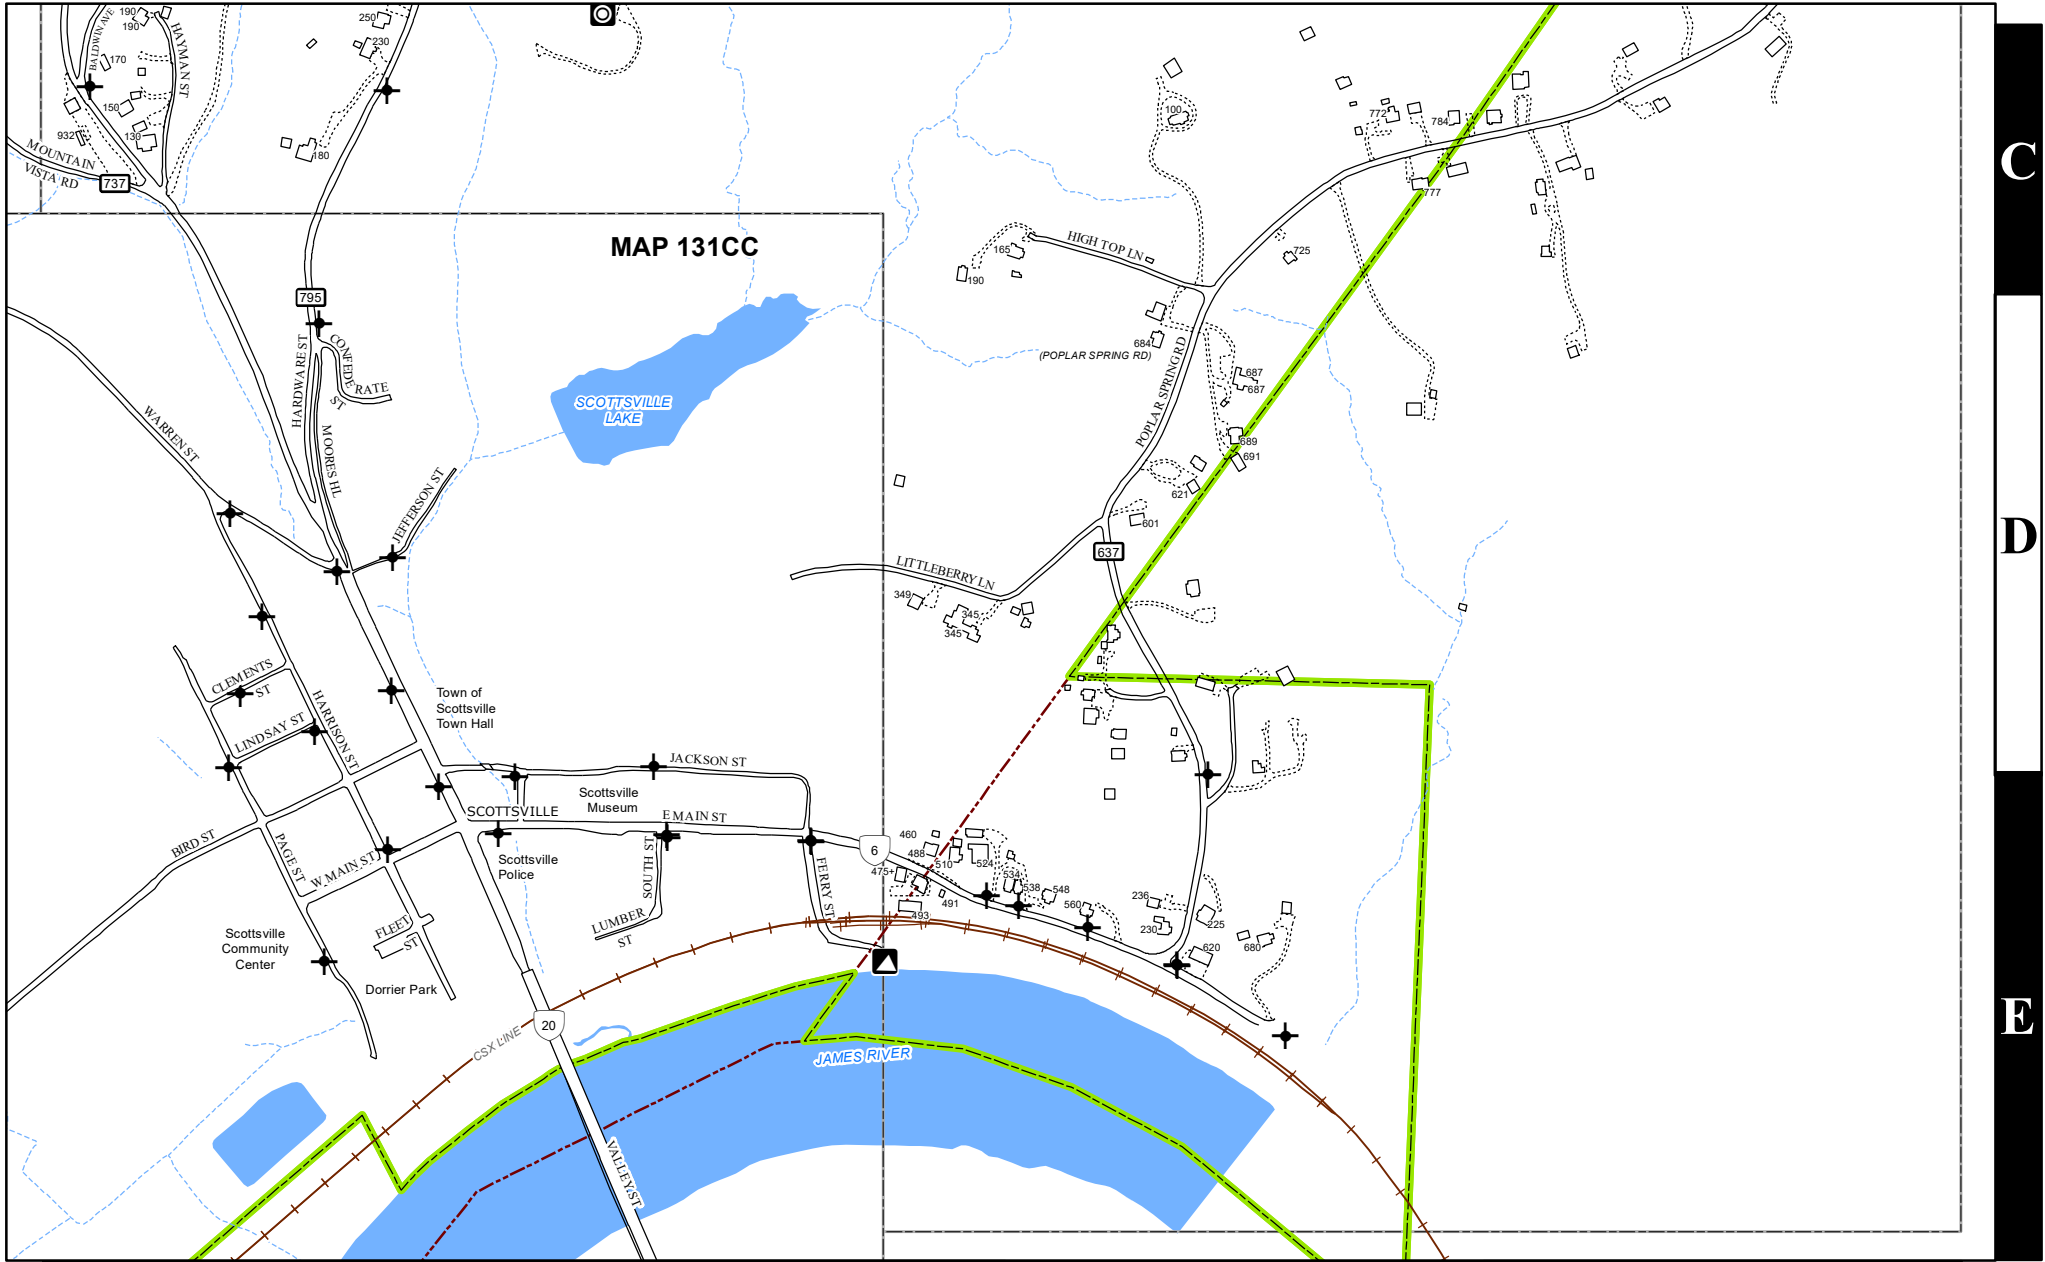 190
190
BALDWIN AVE
HAYMAN ST
170
150
932
130
250
230
180
100
772
784
777
725
C
MOUNTAIN
VISTA RD
737
MAP 131CC
HIGH TOP LN
165
190
795
HARDWARE ST
CONFEDE
RATE
ST
MOORES HL
SCOTTSVILLE
LAKE
684
(POPLAR SPRING RD)
POPLAR SPRING RD
687
687
689
691
621
601
637
WARREN ST
JEFFERSON ST
D
LITTLEBERRY LN
349
345
345
CLEMENTS
ST
LINDSAY ST
HARRISON ST
Town of
Scottsville
Town Hall
JACKSON ST
SCOTTSVILLE
Scottsville
Museum
E MAIN ST
BIRD ST
PAGE ST
W MAIN ST
Scottsville
Police
SOUTH ST
FERRY ST
6
460
488
510
524
475+
534
538
548
491
493
560
236
230
225
620
680
FLEET
ST
LUMBER
ST
Scottsville
Community
Center
Dorrier Park
20
CSX LINE
JAMES RIVER
VALLEY ST
E